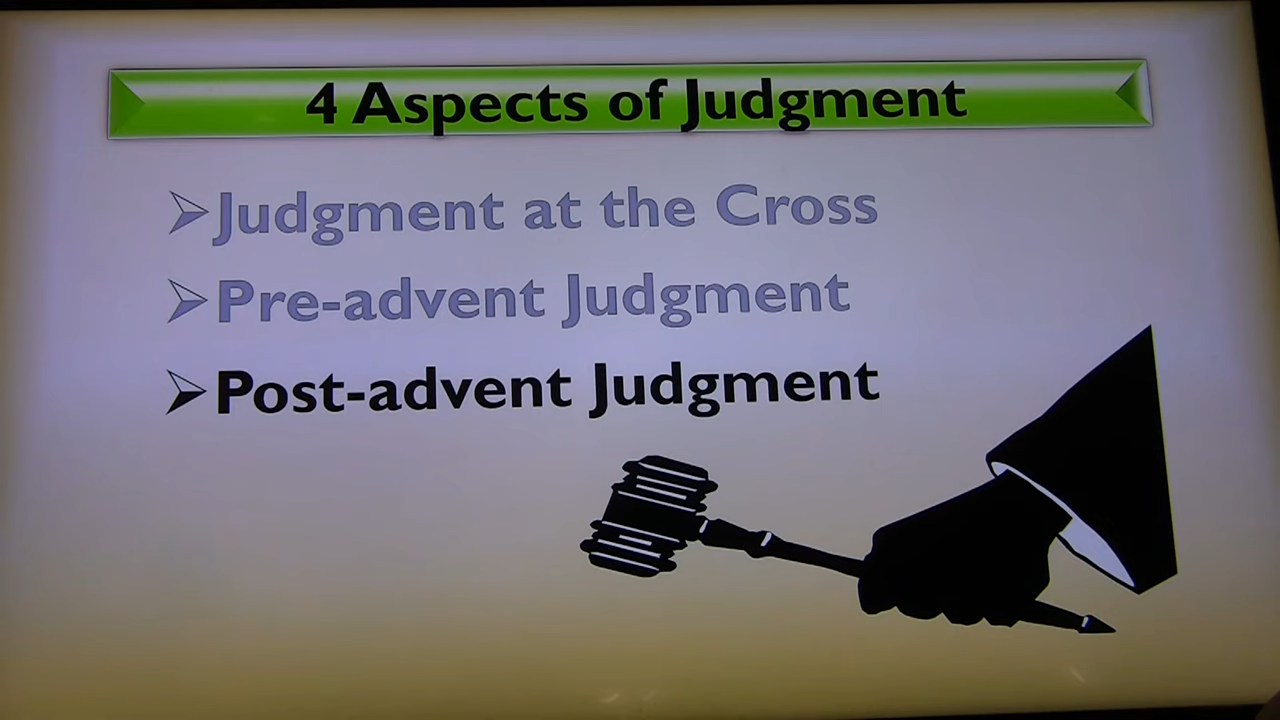 4 Aspects of Judgment
Judgment at the Cross
Pre-advent Judgment
Post-advent Judgment